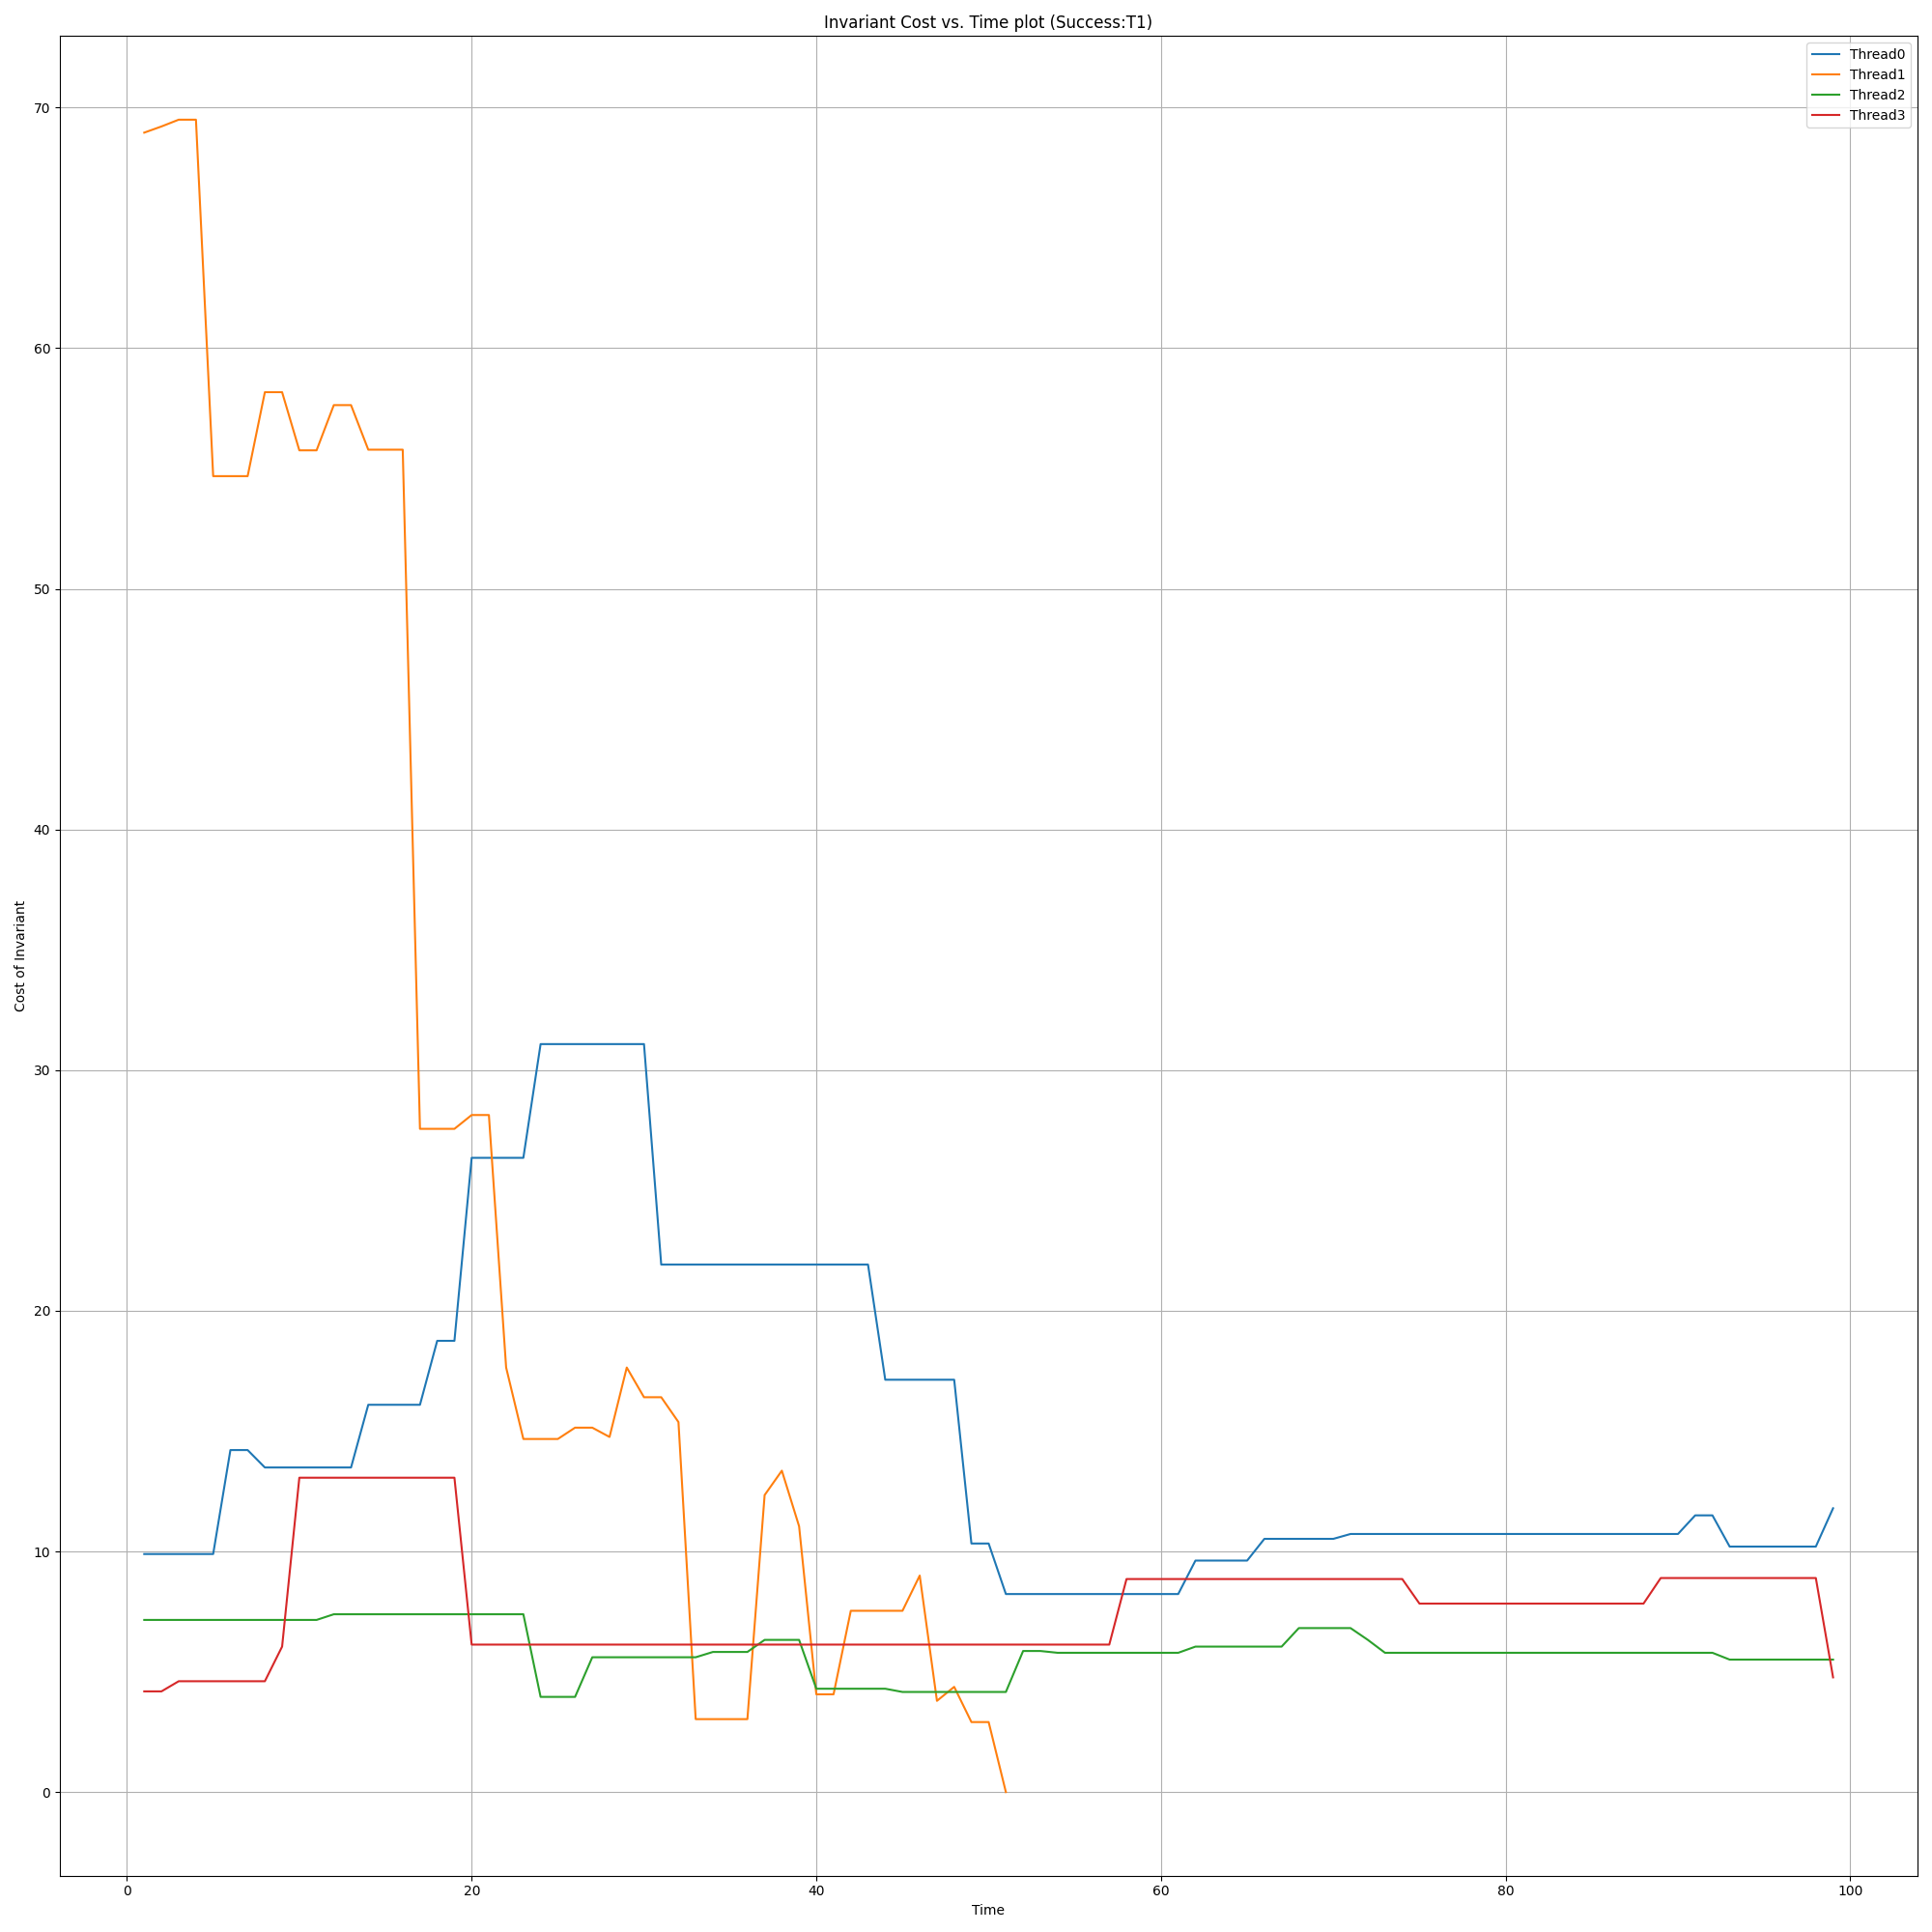 Invariant Cost vs. Time plot (Success:T1)
Thread0
Thread1
Thread2
Thread3
70
60
50
40
30
20
10
0
Cost of Invariant
0 20 40 60 80 100
Time